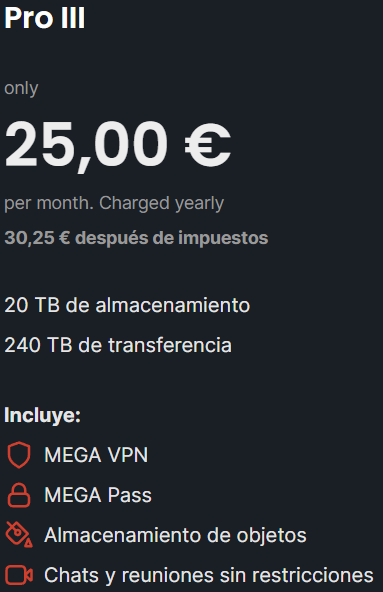 Pro III
only
25,00 €
per month. Charged yearly
30,25 € después de impuestos
20 TB de almacenamiento
240 TB de transferencia
Incluye:
MEGA VPN
MEGA Pass
Almacenamiento de objetos
Chats y reuniones sin restricciones